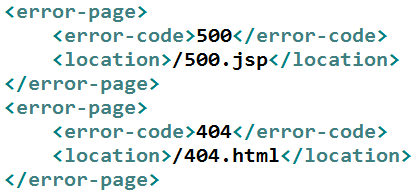 <error-page>
    <error-code>500</error-code>
    <location>/500.jsp</location>
</error-page>
<error-page>
    <error-code>404</error-code>
    <location>/404.html</location>
</error-page>